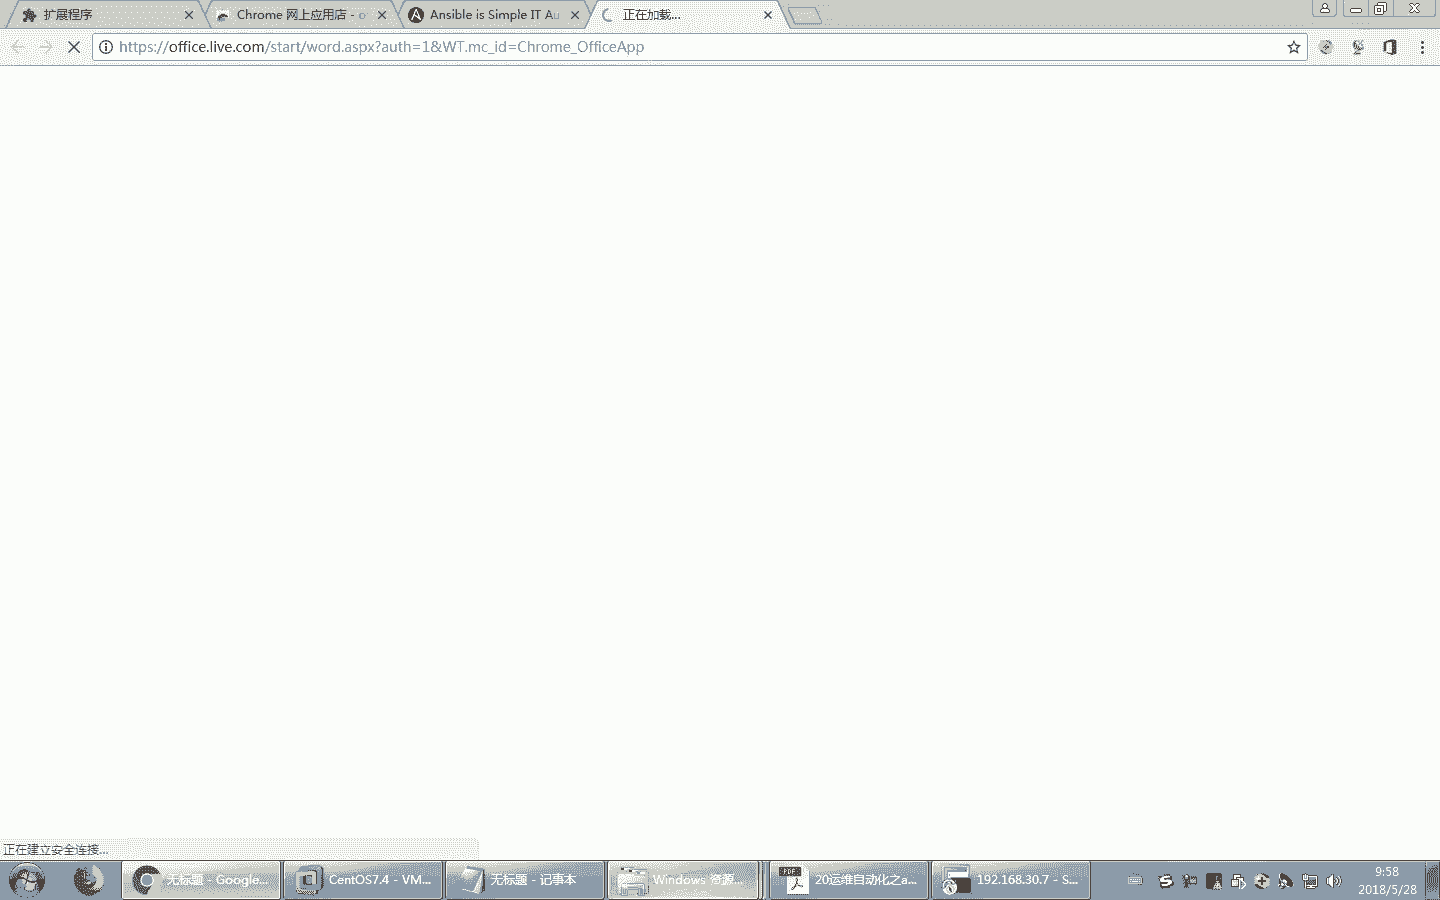 扩展程序
Chrome 网上应用店 - o
Ansible is Simple IT Au
正在加载...
https://office.live.com/start/word.aspx?auth=1&WT.mc_id=Chrome_OfficeApp
正在建立安全连接...
无标题 - Google...
CentOS7.4 - VM...
无标题 - 记事本
Windows 资源...
20运维自动化之a...
192.168.30.7 - S...
9:58
2018/5/28